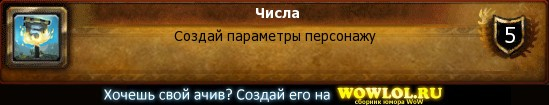 Числа
Создай параметры персонажу
5
Хочешь свой ачив? Создай его на WOWLOL.RU
сборник юмора WoW